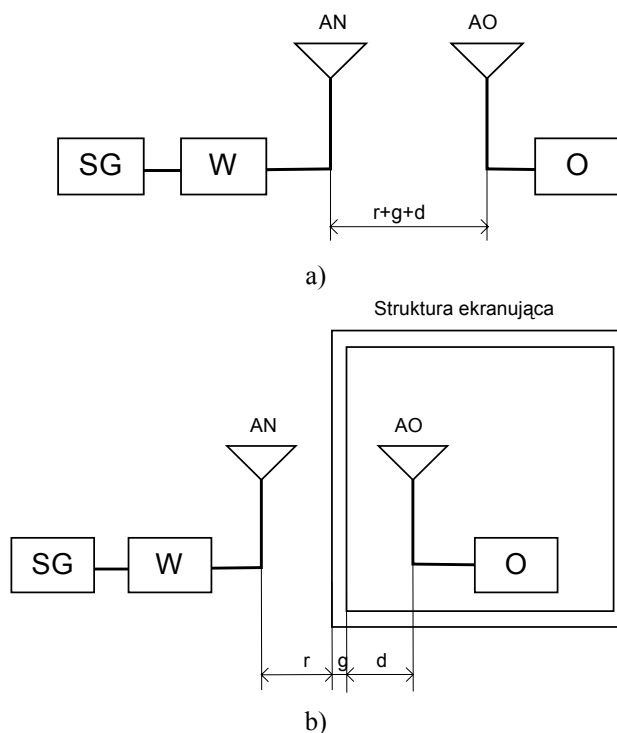 AN AO
SG W O
r+g+d
a)
Struktura ekranująca
AN AO
SG W O
r g d
b)